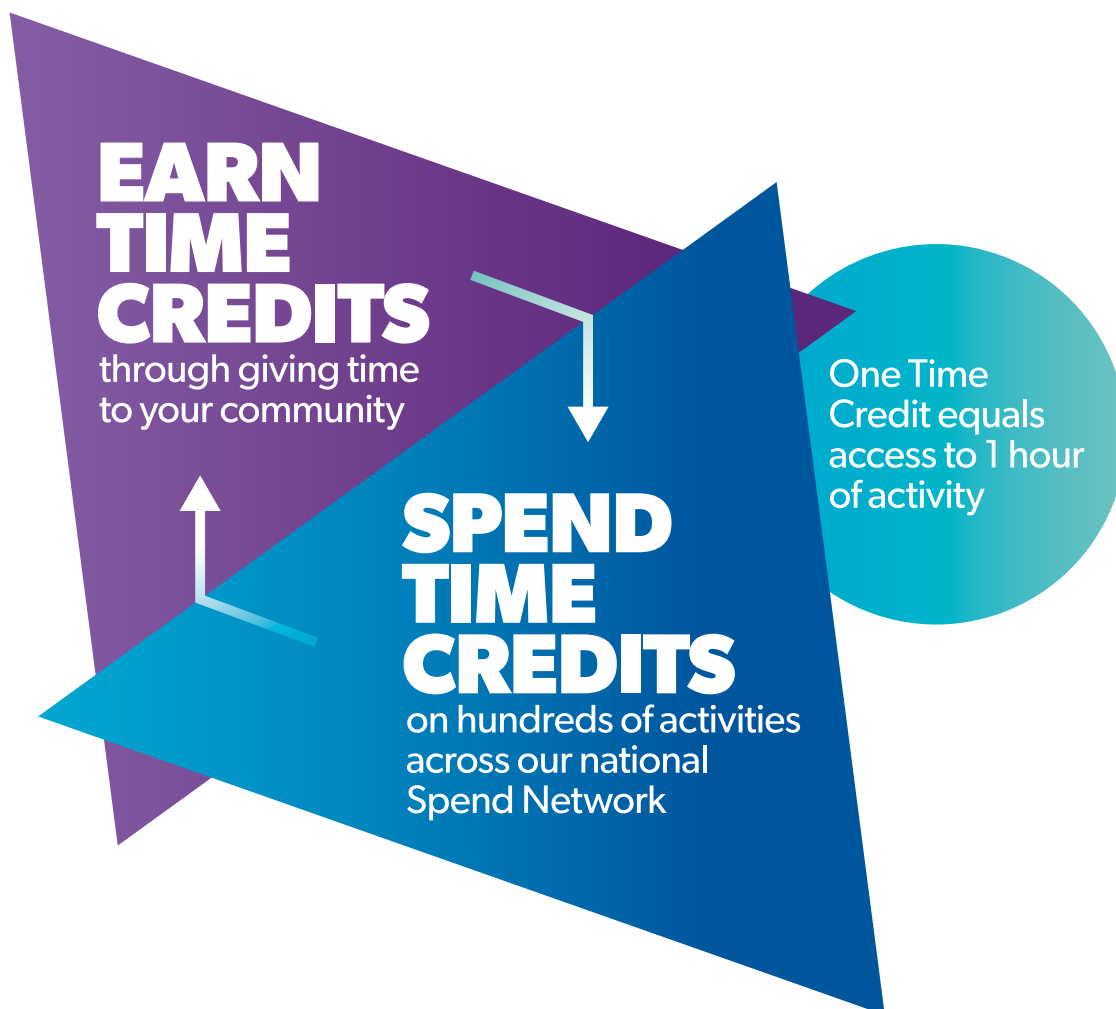 EARN
TIME
CREDITS
through giving time
to your community
One Time
Credit equals
access to 1 hour
of activity
SPEND
TIME
CREDITS
on hundreds of activities
across our national
Spend Network